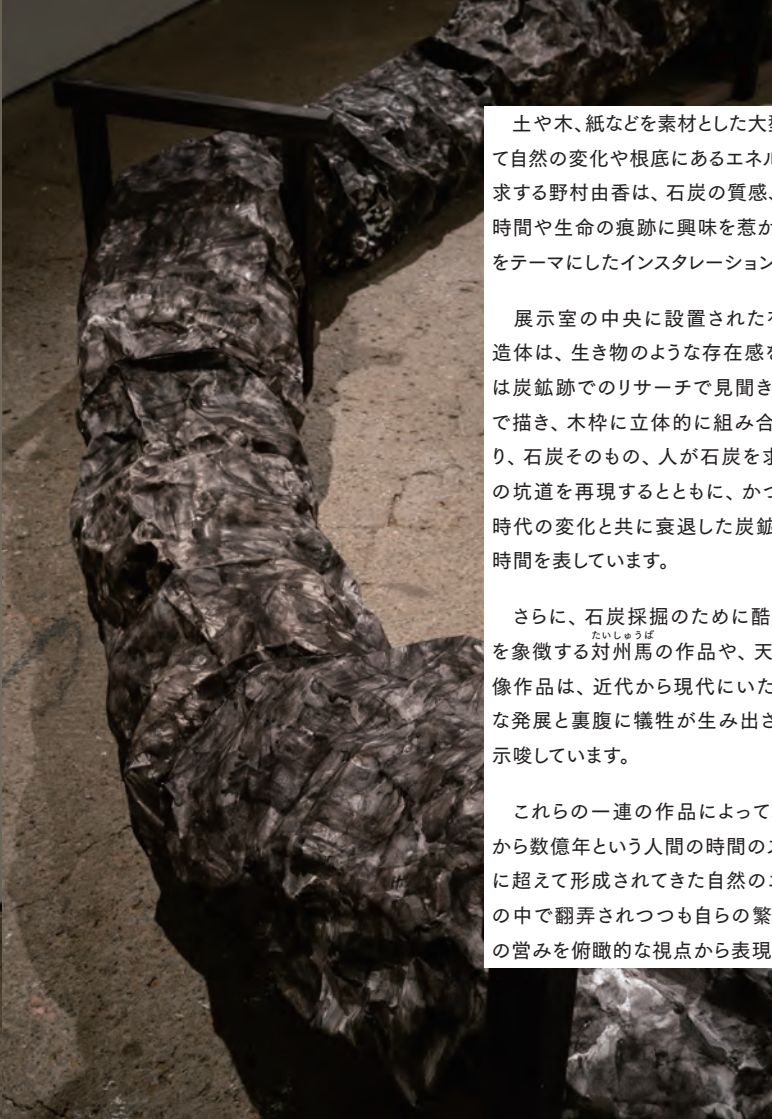 土や木、紙などを素材とした大
て自然の変化や根底にあるエネル
求する野村由香は、石炭の質感、
時間や生命の痕跡に興味を惹か
をテーマにしたインスタレーション
展示室の中央に設置された
造体は、生き物のような存在感を
は炭鉱跡でのリサーチで見聞き
で描き、木枠に立体的に組み合
り、石炭そのもの、人が石炭を求
の坑道を再現するとともに、かつ
時代の変化と共に衰退した炭鉱
時間を表しています。
さらに、石炭採掘のために酷
たいしゅうば
を象徴する対州馬の作品や、天
像作品は、近代から現代にいた
な発展と裏腹に犠牲が生み出さ
示唆しています。
これらの一連の作品によって
から数億年という人間の時間のス
に超えて形成されてきた自然のエ
の中で翻弄されつつも自らの繁
の営みを俯瞰的な視点から表現